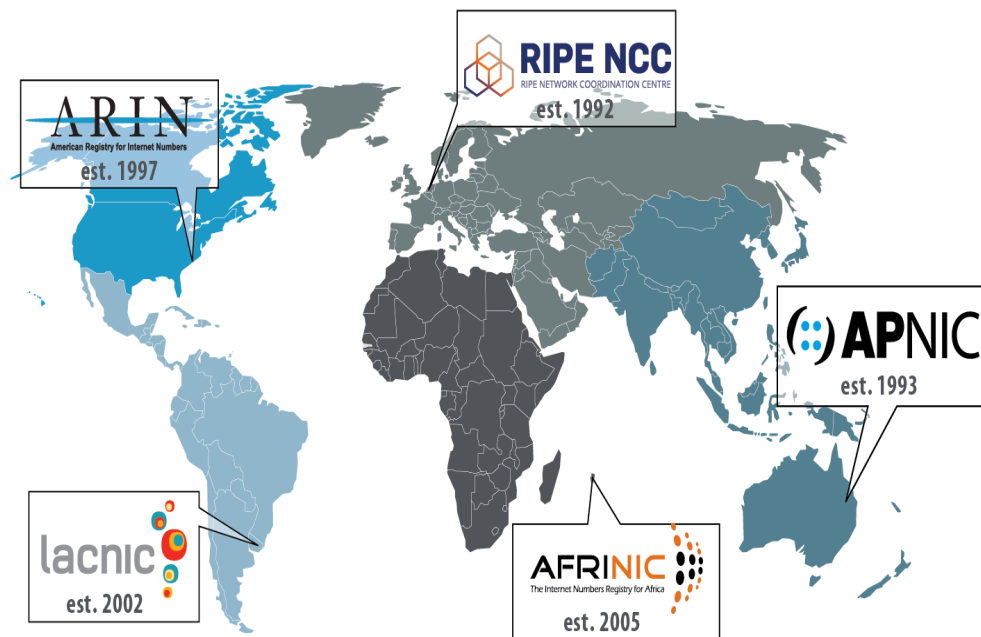 RIPE NCC
RIPE NETWORK COORDINATION CENTRE
est. 1992
ARIN
American Registry for Internet Numbers
est. 1997
APNIC
est. 1993
lacnic
est. 2002
AFRINIC
The Internet Numbers Registry for Africa
est. 2005